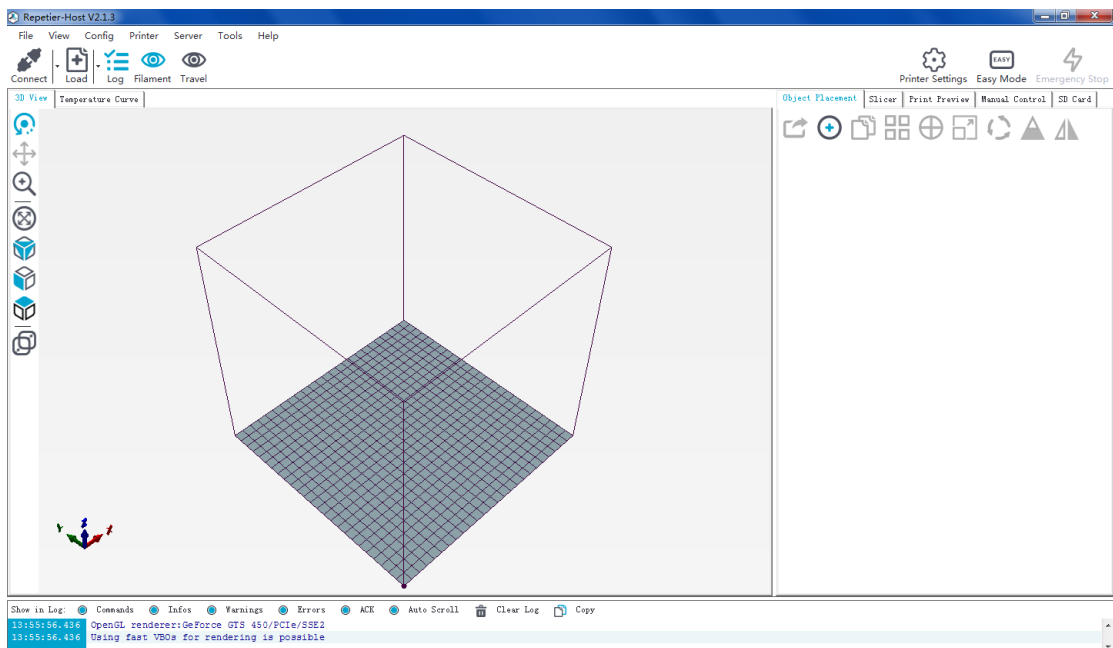 Repetier-Host V2.1.3
File View Config Printer Server Tools Help
Connect Load Log Filament Travel Printer Settings EASY Easy Mode Emergency Stop
3D View Temperature Curve Object Placement Slicer Print Preview Manual Control SD Card
Y Z X
Show in Log: Commands Infos Warnings Errors ACK Auto Scroll Clear Log Copy
13:55:56.436 OpenGL renderer:GeForce GTS 450/PCIe/SSE2
13:55:56.436 Using fast VBOs for rendering is possible